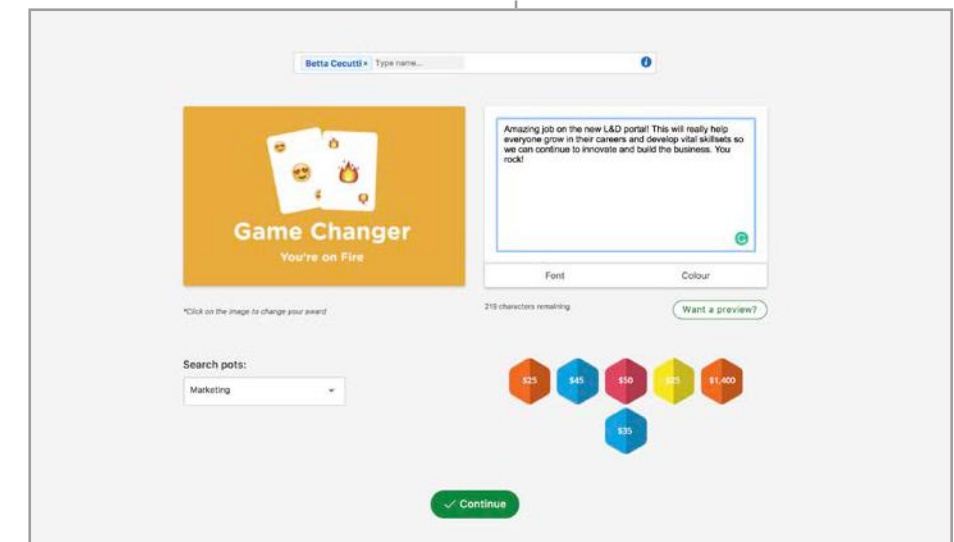 Betta Cecutti × Type name...
Amazing job on the new L&D portal! This will really help
everyone grow in their careers and develop vital skillsets so
we can continue to innovate and build the business. You
rock!
Game Changer
You're on Fire
Font Colour
*Click on the image to change your award
219 characters remaining
Want a preview?
Search pots:
Marketing
$25 $45 $50 $25 $1,400
$35
✓ Continue